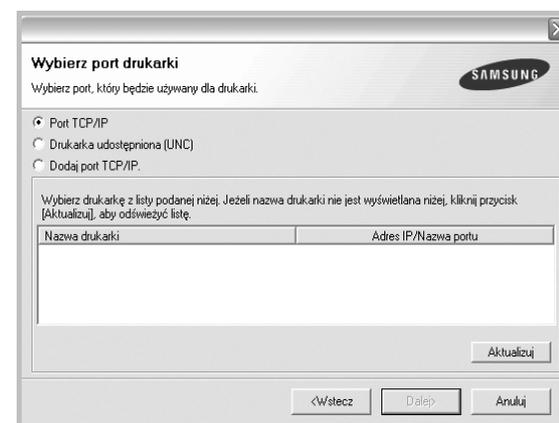 Wybierz port drukarki
Wybierz port, który będzie używany dla drukarki.
SAMSUNG
Port TCP/IP
Drukarka udostępniona (UNC)
Dodaj port TCP/IP.
Wybierz drukarkę z listy podanej niżej. Jeżeli nazwa drukarki nie jest wyświetlana niżej, kliknij przycisk
[Aktualizuj], aby odświeżyć listę.
Nazwa drukarki Adres IP/Nazwa portu
Aktualizuj
<Wstecz Dalej> Anuluj